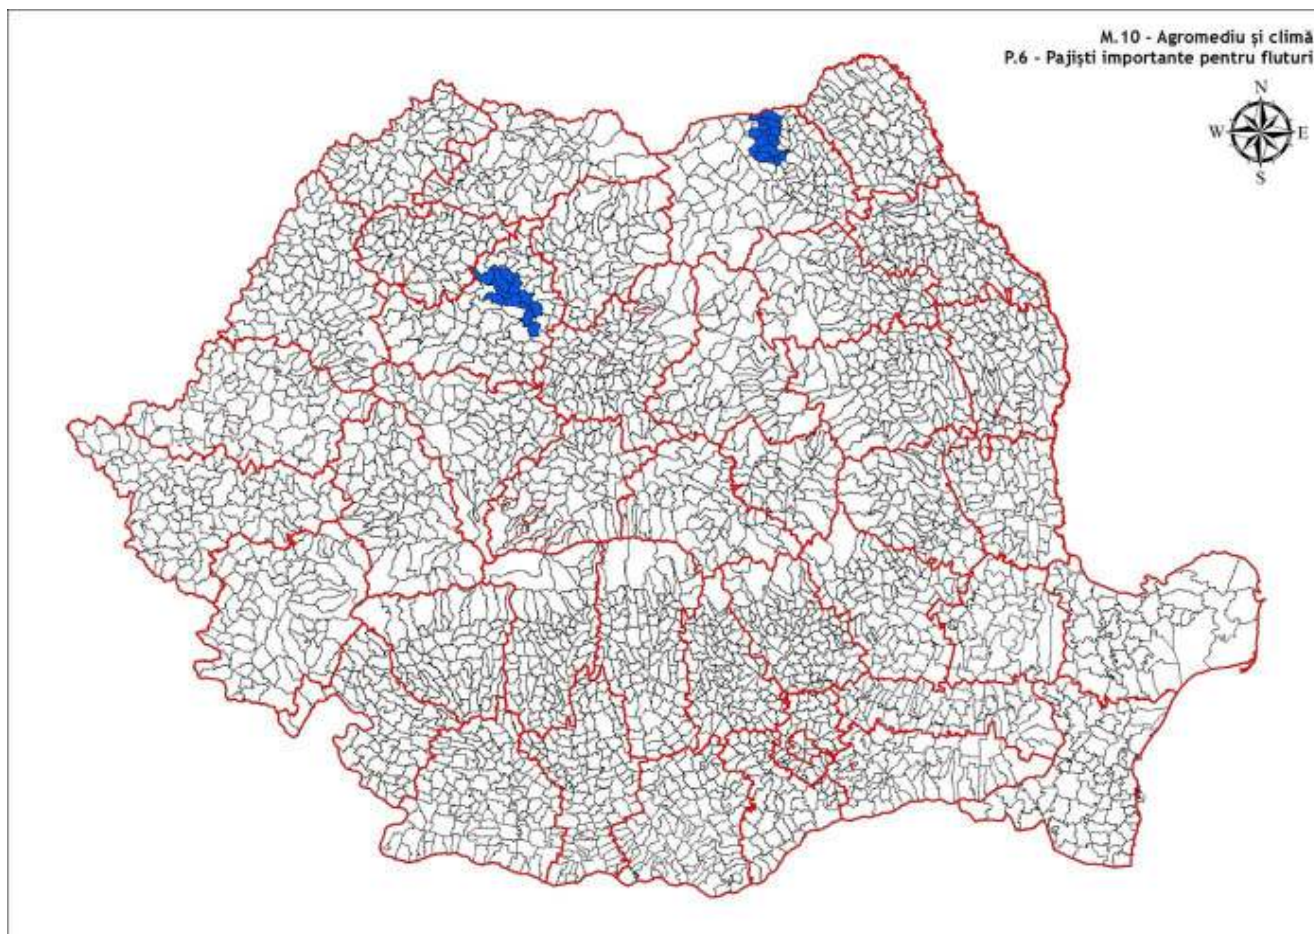 M.10 - Agromediu și climă
P.6 - Pajiști importante pentru fluturi
N
W E
S